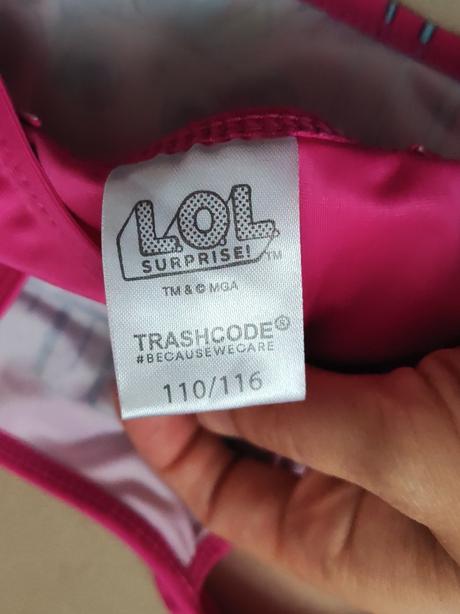 L.O.L.
SURPRISE!™
TM & © MGA
TRASHCODE®
#BECAUSEWECARE
110/116